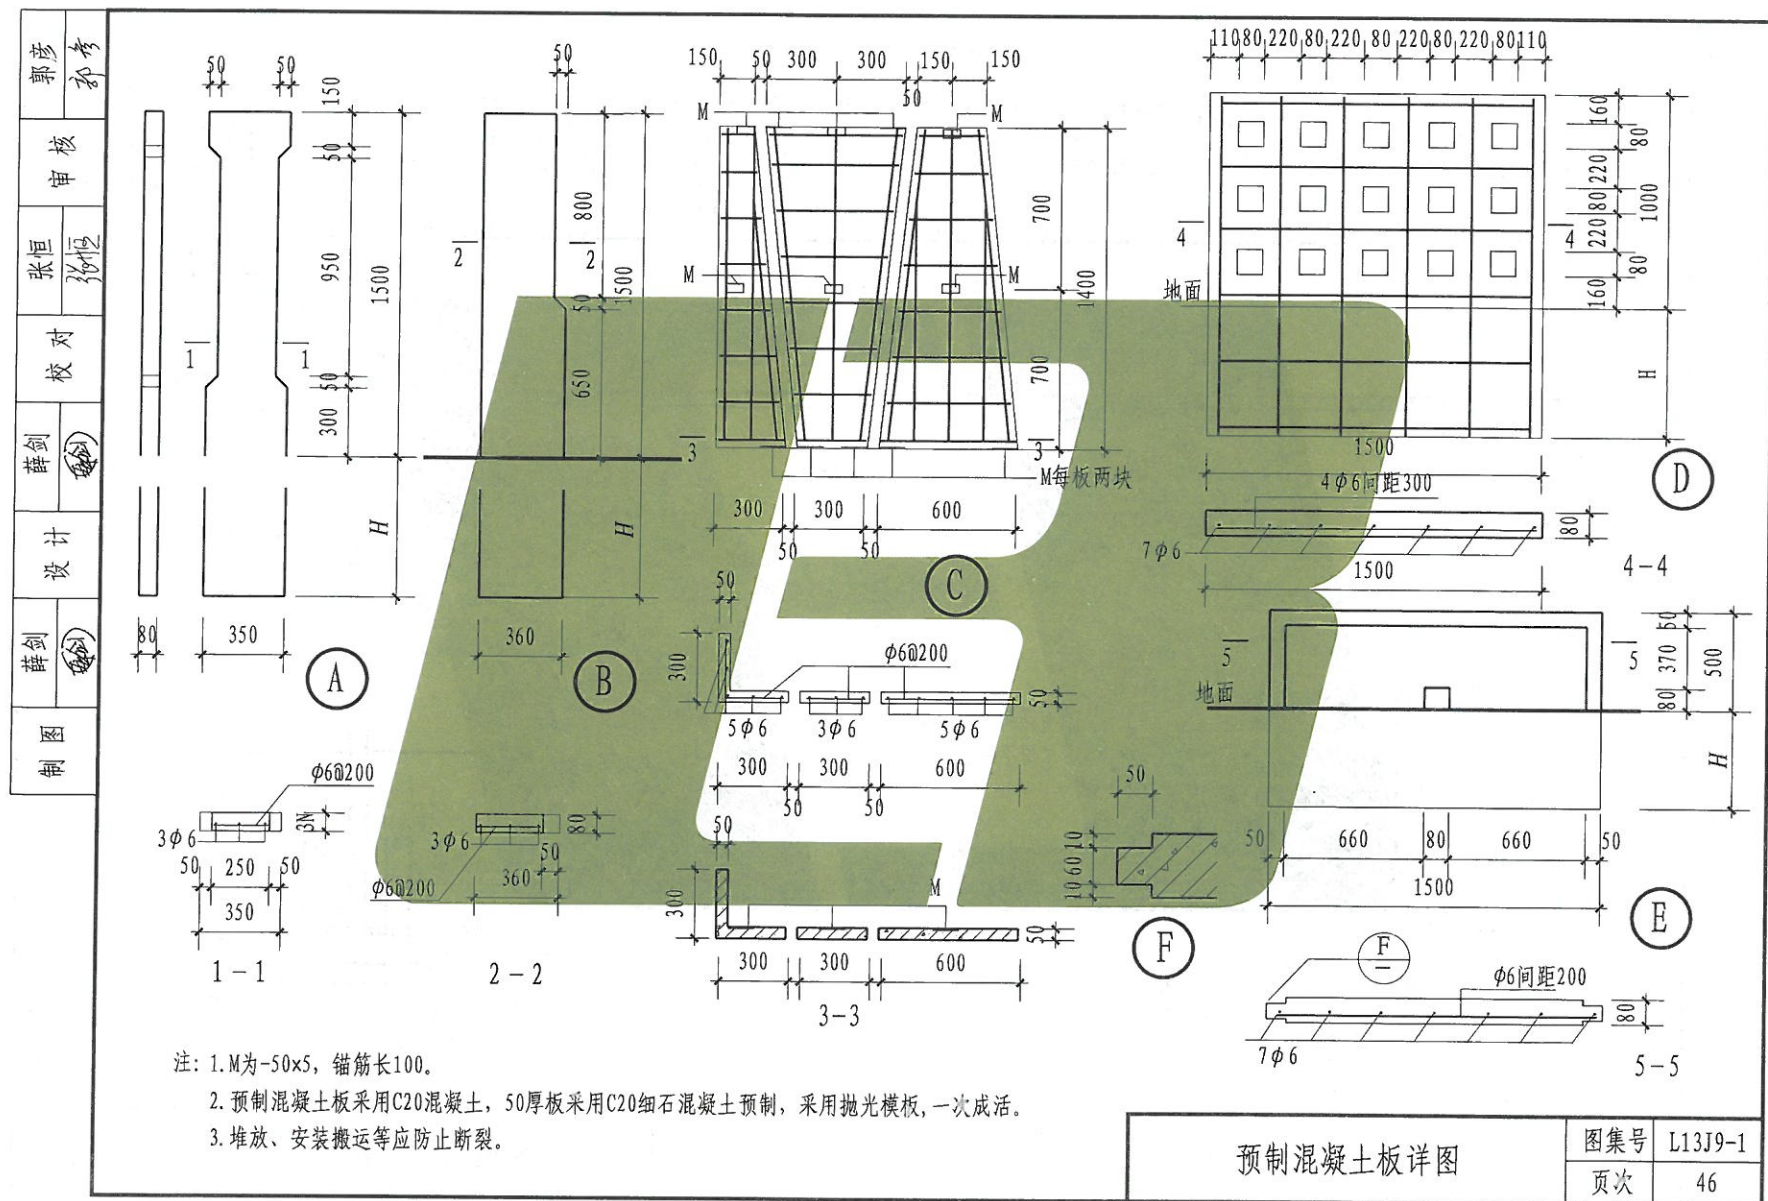 郭彦
审 核
张恒
校 对
薛剑
设 计
薛剑
制 图
50 50
150
50
950
1500
50
300
H
1 1
80
350
A
50
800
50
1500
650
2 2
H
360
B
150 50 300 300 150 150
50
M M
M M
700
700
1400
3 3
M每板两块
300 300 600
50 50
C
110 80 220 80 220 80 220 80 220 80 110
160
80
220
80
220
80
160
1000
H
4 4
地面
1500
D
4φ6间距300
7φ6
80
1500
4-4
50
300
φ6@200
50
5φ6 3φ6 5φ6
300 300 600
50 50
50
300
M
50
300 300 600
3-3
φ6@200
3φ6
3N
50 250 50
350
1-1
3φ6
φ6@200
80
50
360
2-2
5 5
地面
50
370
80
500
H
50 660 80 660 50
1500
E
50
10
60
10
F
F
φ6间距200
7φ6
80
5-5
注: 1.M为-50x5, 锚筋长100。
2. 预制混凝土板采用C20混凝土, 50厚板采用C20细石混凝土预制, 采用抛光模板,一次成活。
3. 堆放、安装搬运等应防止断裂。
预制混凝土板详图
图集号 L13J9-1
页次 46